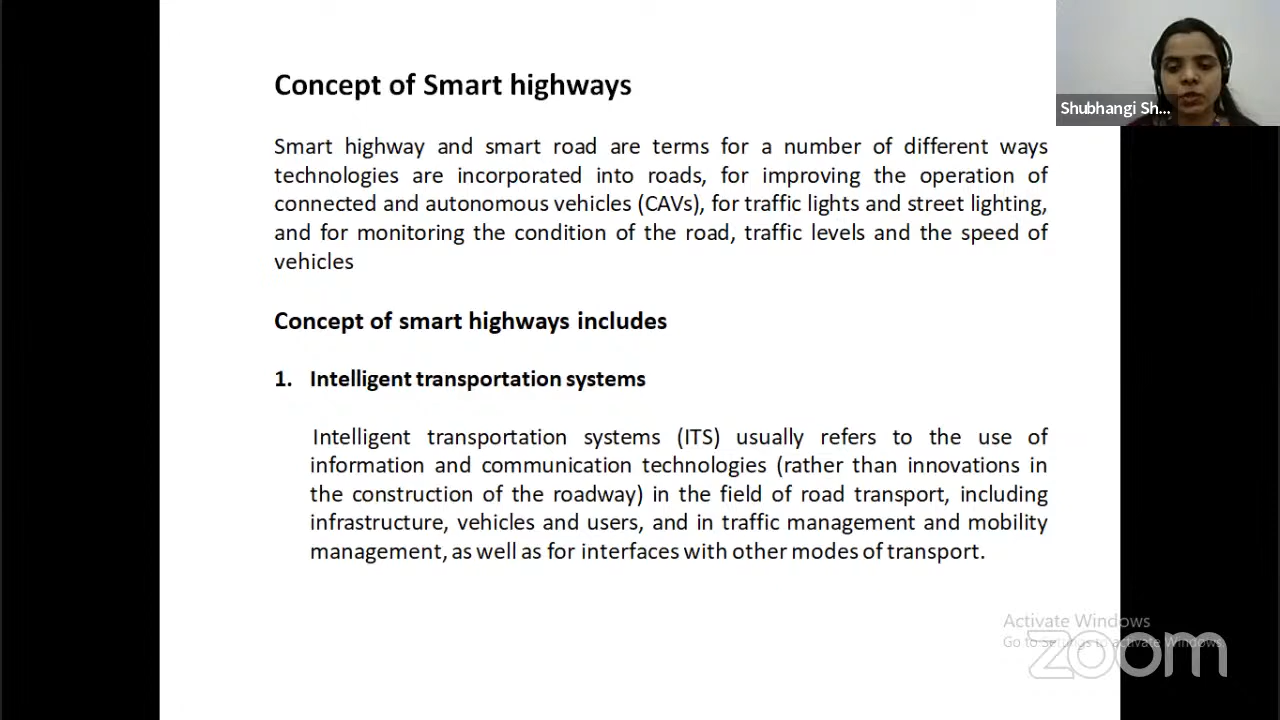 Concept of Smart highways
Shubhangi Sh...
Smart highway and smart road are terms for a number of different ways
technologies are incorporated into roads, for improving the operation of
connected and autonomous vehicles (CAVs), for traffic lights and street lighting,
and for monitoring the condition of the road, traffic levels and the speed of
vehicles
Concept of smart highways includes
1. Intelligent transportation systems
Intelligent transportation systems (ITS) usually refers to the use of
information and communication technologies (rather than innovations in
the construction of the roadway) in the field of road transport, including
infrastructure, vehicles and users, and in traffic management and mobility
management, as well as for interfaces with other modes of transport.
Activate Windows
Go to Settings to activate Windows.
zoom